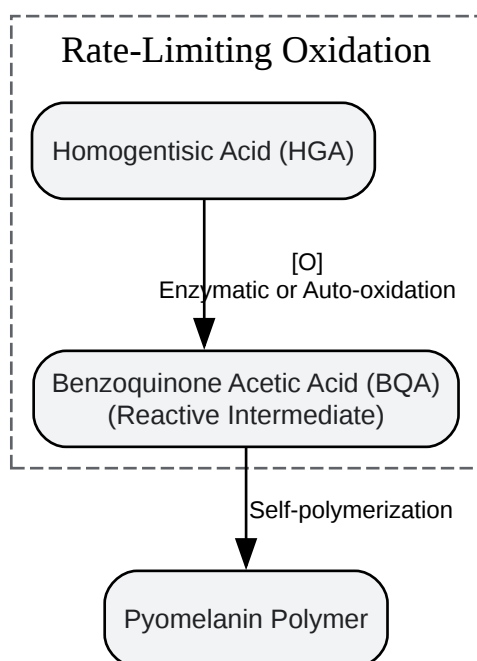 Rate-Limiting Oxidation
Homogentisic Acid (HGA)
[O]
Enzymatic or Auto-oxidation
Benzoquinone Acetic Acid (BQA)
(Reactive Intermediate)
Self-polymerization
Pyomelanin Polymer